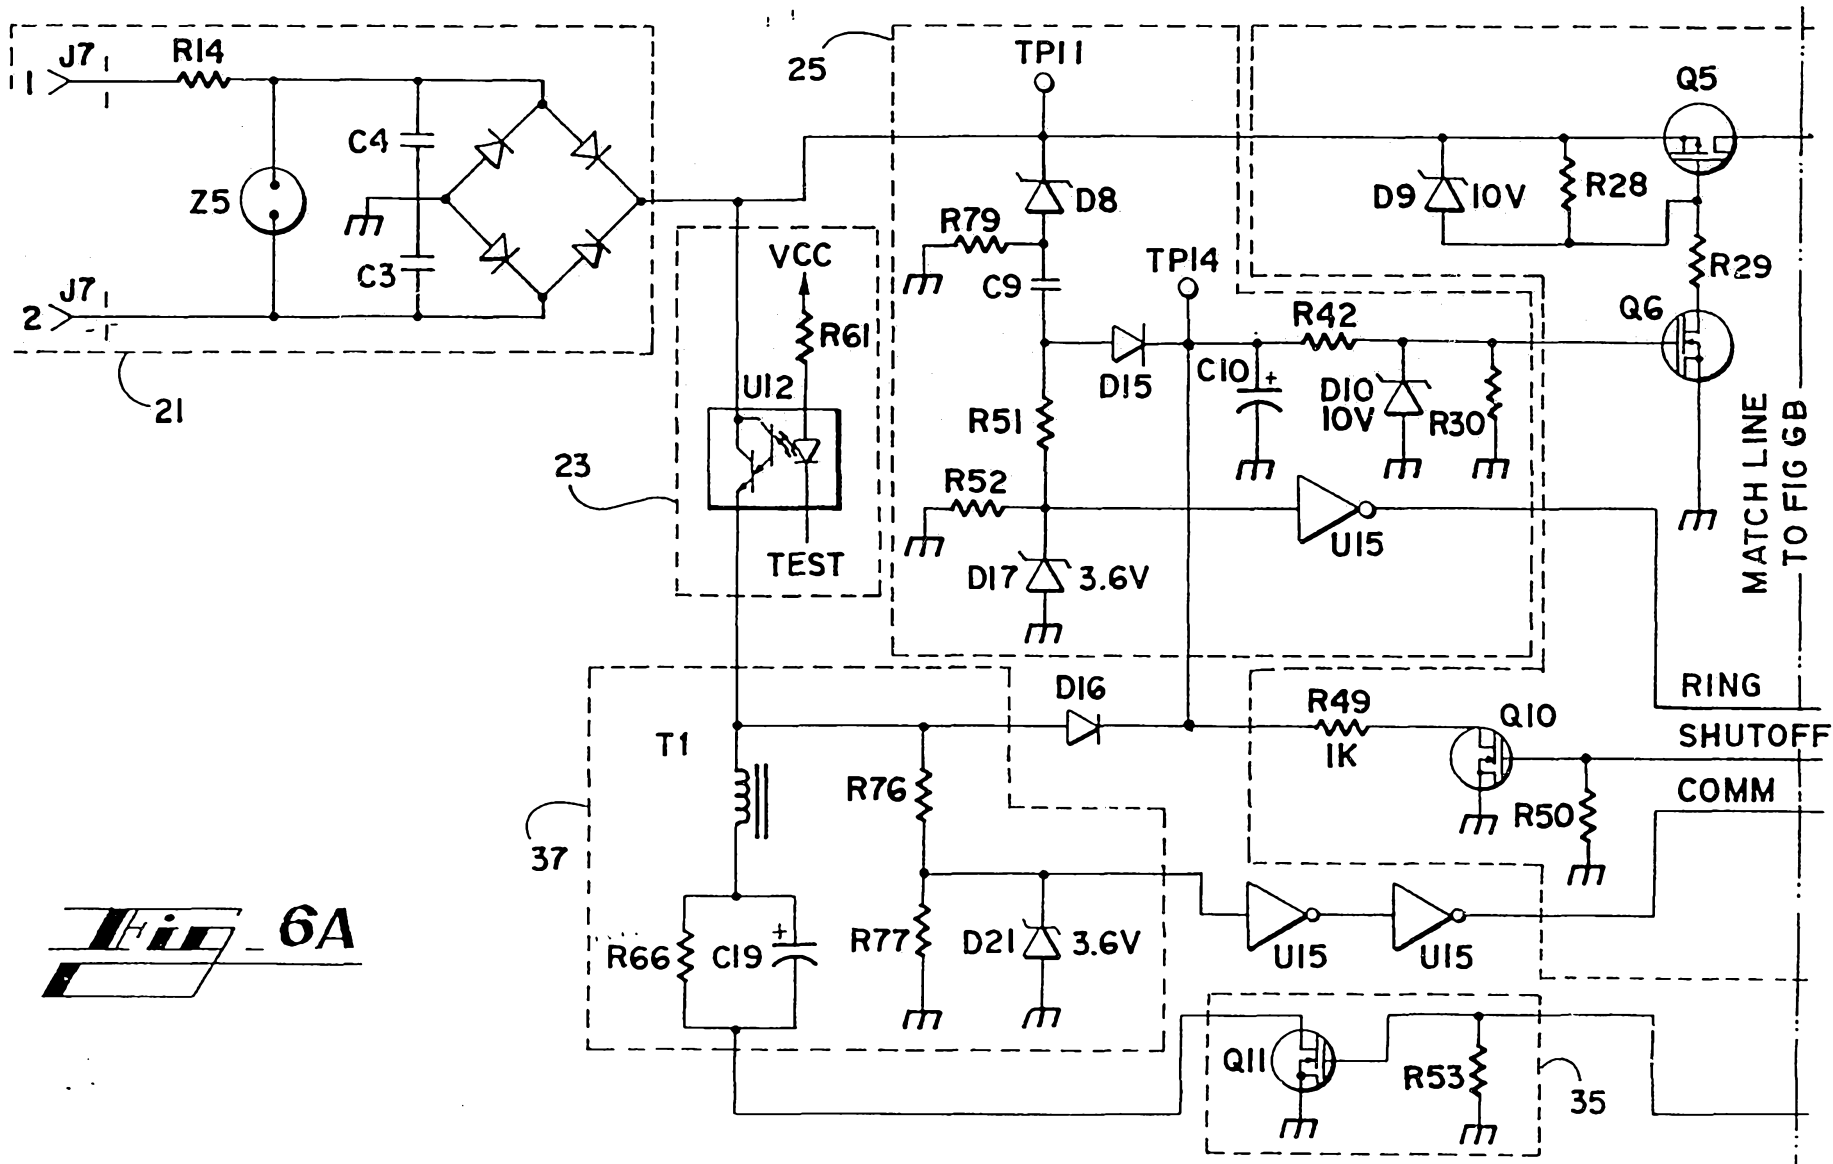 J7
R14
25
TP11
Q5
1
C4
Z5
D8
D9
10V
R28
R79
VCC
TP14
C3
J7
C9
R29
2
R61
R42
Q6
D15
C10
+
D10
10V
R30
U12
21
R51
23
R52
U15
MATCH LINE
TO FIG 6B
TEST
D17
3.6V
RING
D16
R49
Q10
T1
1K
SHUTOFF
R76
COMM
R50
37
Fig_6A
R66
C19
+
R77
D21
3.6V
U15
U15
Q11
R53
35